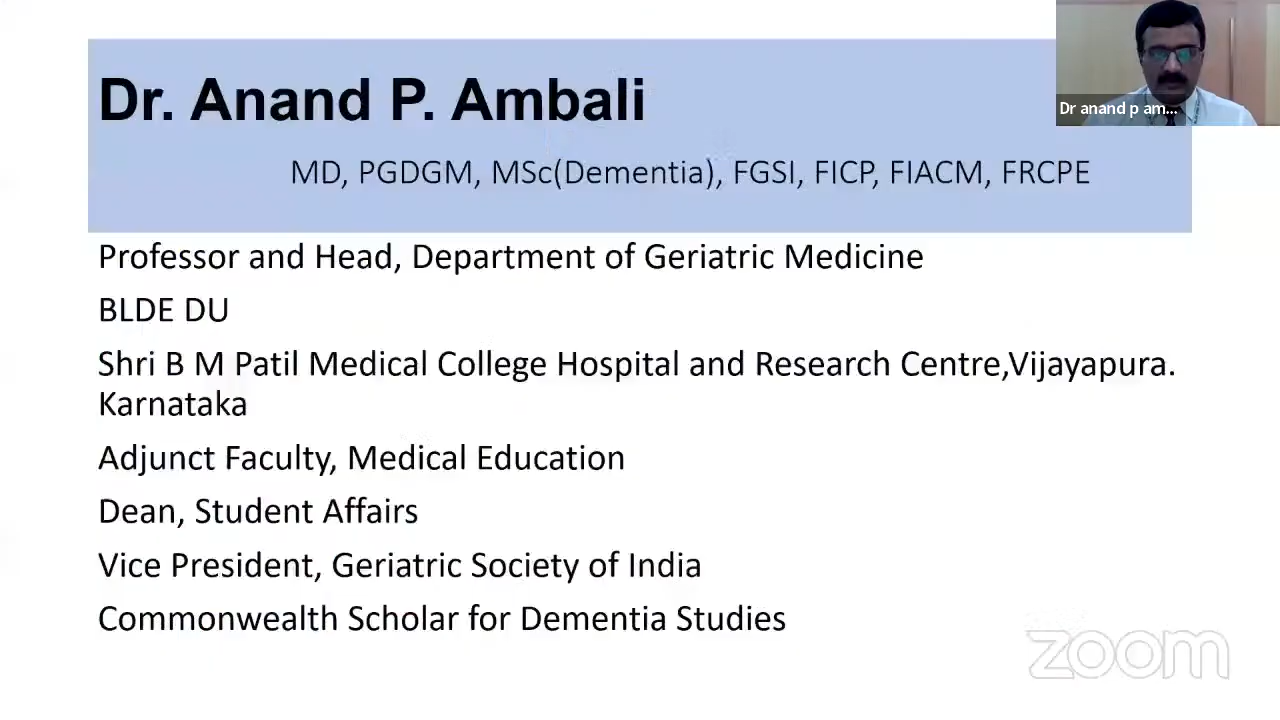 Dr. Anand P. Ambali
Dr anand p am...
MD, PGDGM, MSc(Dementia), FGSI, FICP, FIACM, FRCPE
Professor and Head, Department of Geriatric Medicine
BLDE DU
Shri B M Patil Medical College Hospital and Research Centre,Vijayapura.
Karnataka
Adjunct Faculty, Medical Education
Dean, Student Affairs
Vice President, Geriatric Society of India
Commonwealth Scholar for Dementia Studies
zoom